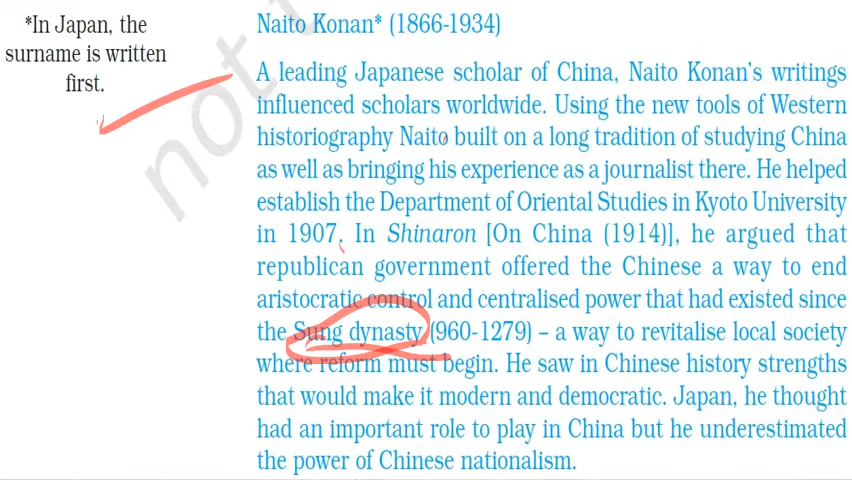 *In Japan, the
surname is written
first.
Naito Konan* (1866-1934)
A leading Japanese scholar of China, Naito Konan's writings
influenced scholars worldwide. Using the new tools of Western
historiography Naito built on a long tradition of studying China
as well as bringing his experience as a journalist there. He helped
establish the Department of Oriental Studies in Kyoto University
in 1907. In Shinaron [On China (1914)], he argued that
republican government offered the Chinese a way to end
aristocratic control and centralised power that had existed since
the Sung dynasty (960-1279) – a way to revitalise local society
where reform must begin. He saw in Chinese history strengths
that would make it modern and democratic. Japan, he thought
had an important role to play in China but he underestimated
the power of Chinese nationalism.
not